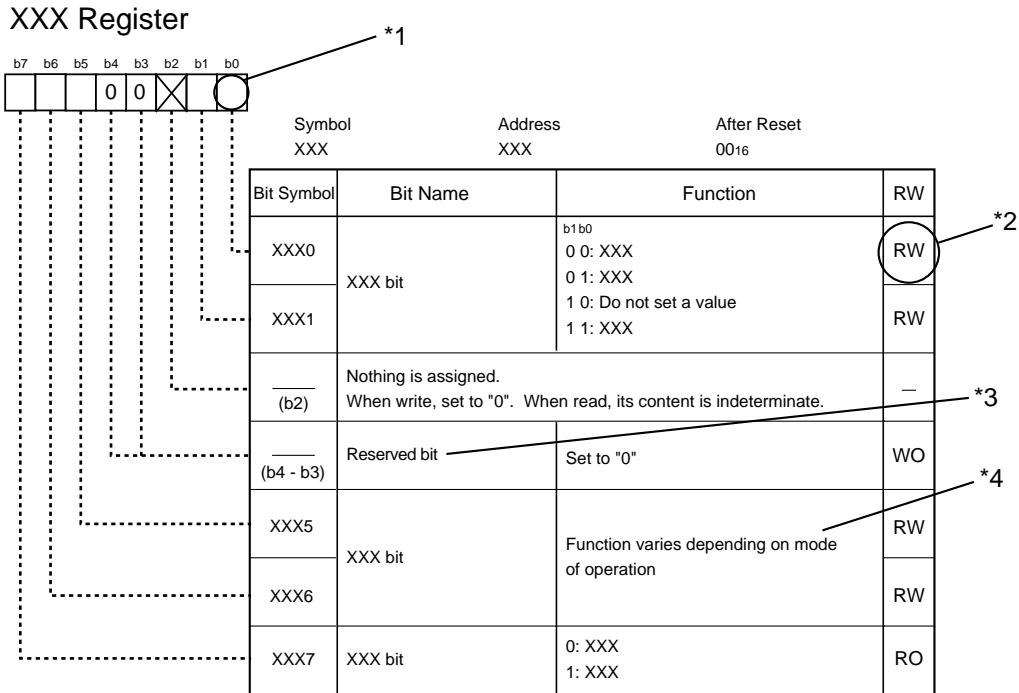 XXX Register
*1
b7 b6 b5 b4 b3 b2 b1 b0
0 0
Symbol Address After Reset
XXX XXX 0016
Bit Symbol Bit Name Function RW
*2
XXX0 XXX bit b1 b0 RW
0 0: XXX
0 1: XXX
1 0: Do not set a value
1 1: XXX
XXX1 RW
(b2) Nothing is assigned. —
When write, set to "0". When read, its content is indeterminate.
*3
(b4 - b3) Reserved bit Set to "0" WO
*4
XXX5 XXX bit Function varies depending on mode RW
of operation
XXX6 RW
XXX7 XXX bit 0: XXX RO
1: XXX